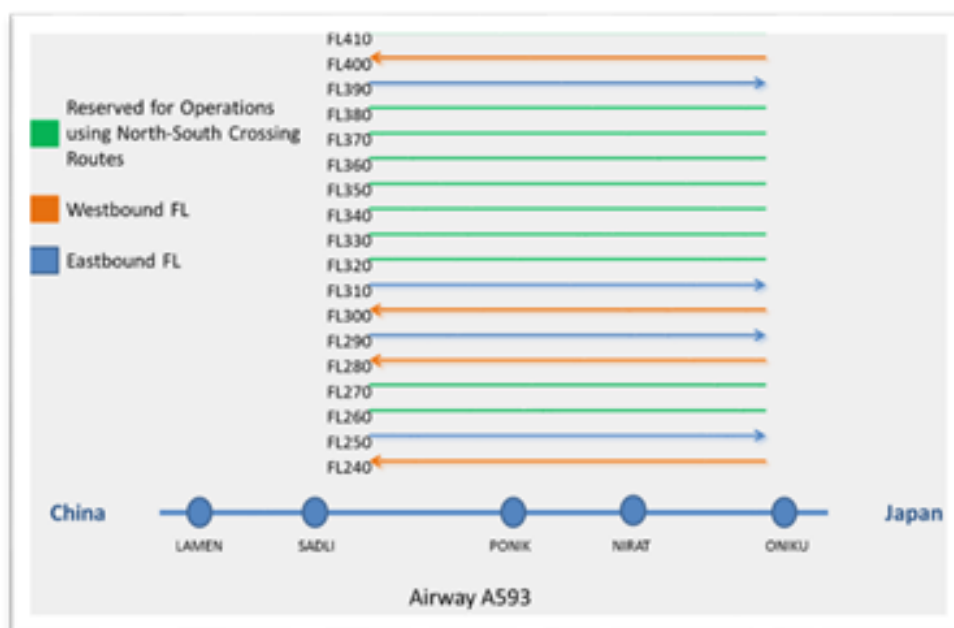 FL410
FL400
FL390
FL380
FL370
FL360
FL350
FL340
FL330
FL320
FL310
FL300
FL290
FL280
FL270
FL260
FL250
FL240
Reserved for Operations
using North-South Crossing
Routes
Westbound FL
Eastbound FL
China
Japan
LAMEN
SADLI
PONIK
NIRAT
ONIKU
Airway A593